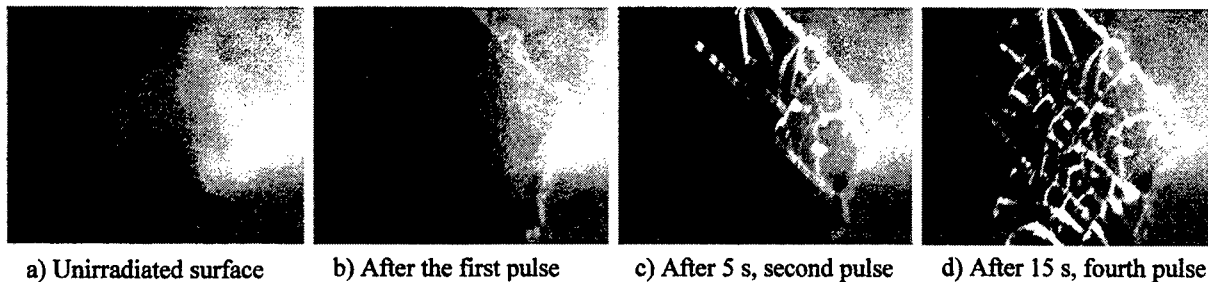 a) Unirradiated surface
b) After the first pulse
c) After 5 s, second pulse
d) After 15 s, fourth pulse